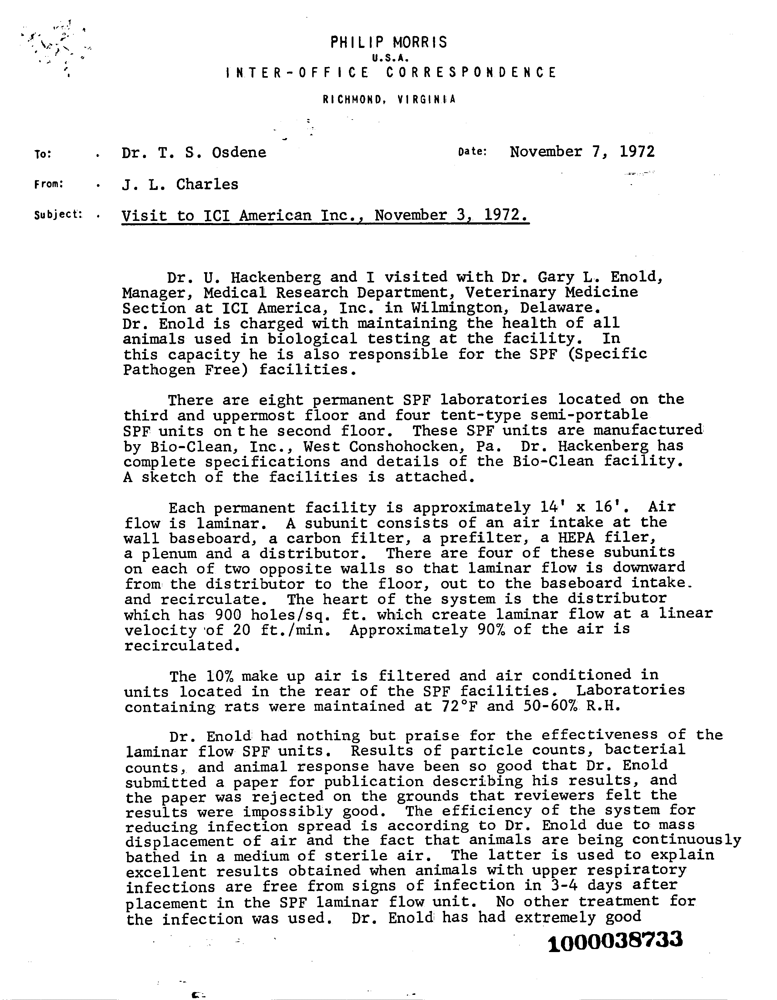 PHILIP MORRIS
U.S.A.
INTER-OFFICE CORRESPONDENCE
RICHMOND, VIRGINIA
To: . Dr. T. S. Osdene Date: November 7, 1972
From: . J. L. Charles
Subject: . Visit to ICI American Inc., November 3, 1972.
Dr. U. Hackenberg and I visited with Dr. Gary L. Enold,
Manager, Medical Research Department, Veterinary Medicine
Section at ICI America, Inc. in Wilmington, Delaware.
Dr. Enold is charged with maintaining the health of all
animals used in biological testing at the facility. In
this capacity he is also responsible for the SPF (Specific
Pathogen Free) facilities.
There are eight permanent SPF laboratories located on the
third and uppermost floor and four tent-type semi-portable
SPF units on the second floor. These SPF units are manufactured
by Bio-Clean, Inc., West Conshohocken, Pa. Dr. Hackenberg has
complete specifications and details of the Bio-Clean facility.
A sketch of the facilities is attached.
Each permanent facility is approximately 14' x 16'. Air
flow is laminar. A subunit consists of an air intake at the
wall baseboard, a carbon filter, a prefilter, a HEPA filer,
a plenum and a distributor. There are four of these subunits
on each of two opposite walls so that laminar flow is downward
from the distributor to the floor, out to the baseboard intake.
and recirculate. The heart of the system is the distributor
which has 900 holes/sq. ft. which create laminar flow at a linear
velocity of 20 ft./min. Approximately 90% of the air is
recirculated.
The 10% make up air is filtered and air conditioned in
units located in the rear of the SPF facilities. Laboratories
containing rats were maintained at 72°F and 50-60% R.H.
Dr. Enold had nothing but praise for the effectiveness of the
laminar flow SPF units. Results of particle counts, bacterial
counts, and animal response have been so good that Dr. Enold
submitted a paper for publication describing his results, and
the paper was rejected on the grounds that reviewers felt the
results were impossibly good. The efficiency of the system for
reducing infection spread is according to Dr. Enold due to mass
displacement of air and the fact that animals are being continuously
bathed in a medium of sterile air. The latter is used to explain
excellent results obtained when animals with upper respiratory
infections are free from signs of infection in 3-4 days after
placement in the SPF laminar flow unit. No other treatment for
the infection was used. Dr. Enold has had extremely good
1000038733